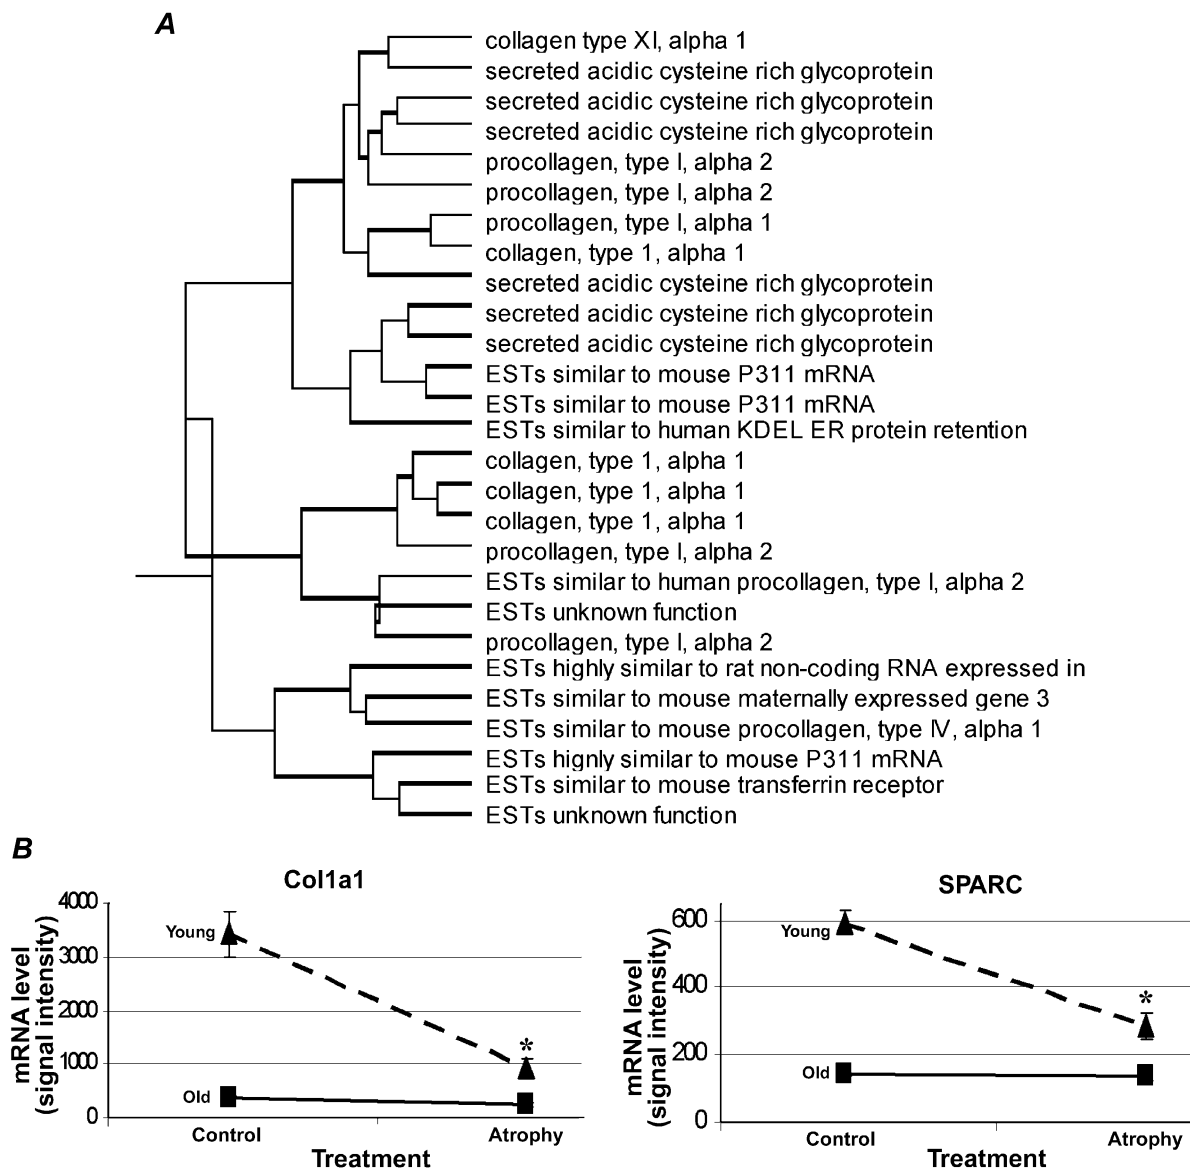 A
collagen type XI, alpha 1
secreted acidic cysteine rich glycoprotein
secreted acidic cysteine rich glycoprotein
secreted acidic cysteine rich glycoprotein
procollagen, type I, alpha 2
procollagen, type I, alpha 2
procollagen, type I, alpha 1
collagen, type 1, alpha 1
secreted acidic cysteine rich glycoprotein
secreted acidic cysteine rich glycoprotein
secreted acidic cysteine rich glycoprotein
ESTs similar to mouse P311 mRNA
ESTs similar to mouse P311 mRNA
ESTs similar to human KDEL ER protein retention
collagen, type 1, alpha 1
collagen, type 1, alpha 1
collagen, type 1, alpha 1
procollagen, type I, alpha 2
ESTs similar to human procollagen, type I, alpha 2
ESTs unknown function
procollagen, type I, alpha 2
ESTs highly similar to rat non-coding RNA expressed in
ESTs similar to mouse maternally expressed gene 3
ESTs similar to mouse procollagen, type IV, alpha 1
ESTs highly similar to mouse P311 mRNA
ESTs similar to mouse transferrin receptor
ESTs unknown function
B
Col1a1
mRNA level
(signal intensity)
4000
3000
2000
1000
0
Young
Old
*
Control
Atrophy
Treatment
SPARC
mRNA level
(signal intensity)
600
400
200
0
Young
Old
*
Control
Atrophy
Treatment